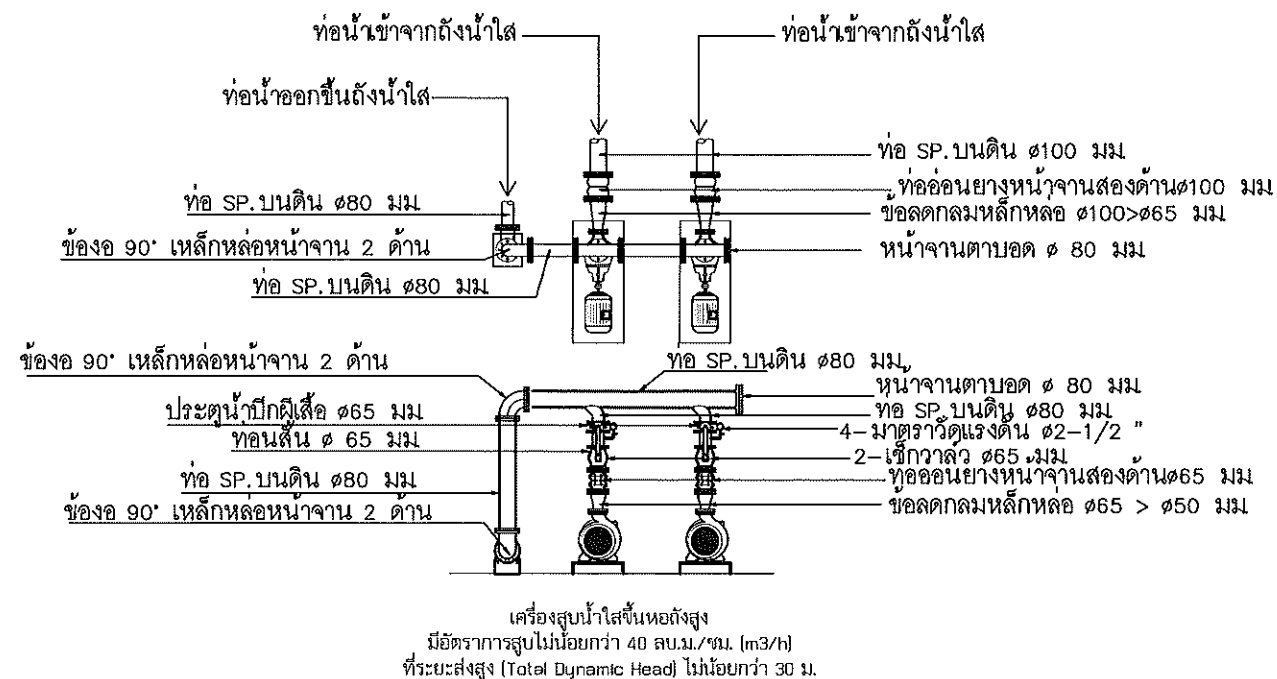 ท่อน้ำเข้าจากถังน้ำใส
ท่อน้ำเข้าจากถังน้ำใส
ท่อน้ำออกขึ้นถังน้ำใส
ท่อ SP.บนดิน ø100 มม.
ท่ออ่อนยางหน้าจานสองด้านø100 มม
ท่อ SP.บนดิน ø80 มม.
ข้อลดกลมเหล็กหล่อ ø100>ø65 มม.
ข้องอ 90° เหล็กหล่อหน้าจาน 2 ด้าน
หน้าจานตาบอด ø 80 มม.
ท่อ SP.บนดิน ø80 มม.
ข้องอ 90° เหล็กหล่อหน้าจาน 2 ด้าน
ท่อ SP.บนดิน ø80 มม.
หน้าจานตาบอด ø 80 มม.
ประตูน้ำปีกผีเสื้อ ø65 มม.
ท่อ SP.บนดิน ø80 มม.
4-มาตรวัดแรงดัน ø2-1/2 "
ท่อนสั้น ø 65 มม.
2-เช็กวาล์ว ø65 มม.
ท่อ SP.บนดิน ø80 มม.
ท่ออ่อนยางหน้าจานสองด้านø65 มม.
ข้องอ 90° เหล็กหล่อหน้าจาน 2 ด้าน
ข้อลดกลมเหล็กหล่อ ø65 > ø50 มม.
เครื่องสูบน้ำใสขึ้นหอถังสูง
มีอัตราการสูบไม่น้อยกว่า 40 ลบ.ม./ชม. (m3/h)
ที่ระยะส่งสูง (Total Dynamic Head) ไม่น้อยกว่า 30 ม.